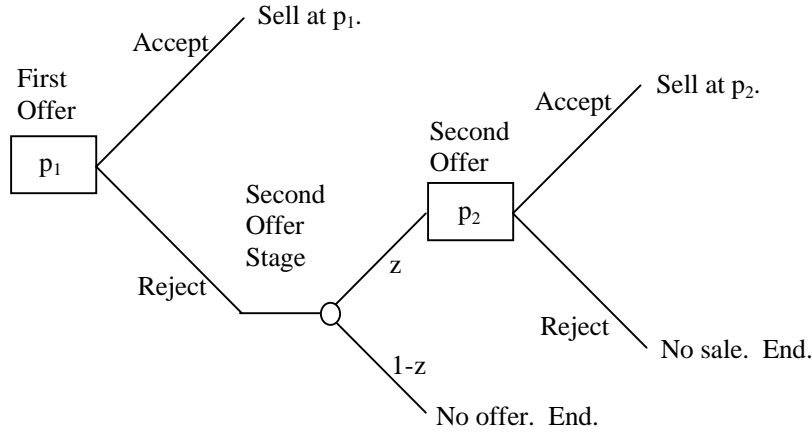 Sell at p₁.
Accept
First
Offer
p₁
Reject
Second
Offer
Stage
z
1-z
No offer.  End.
Second
Offer
p₂
Accept
Sell at p₂.
Reject
No sale.  End.